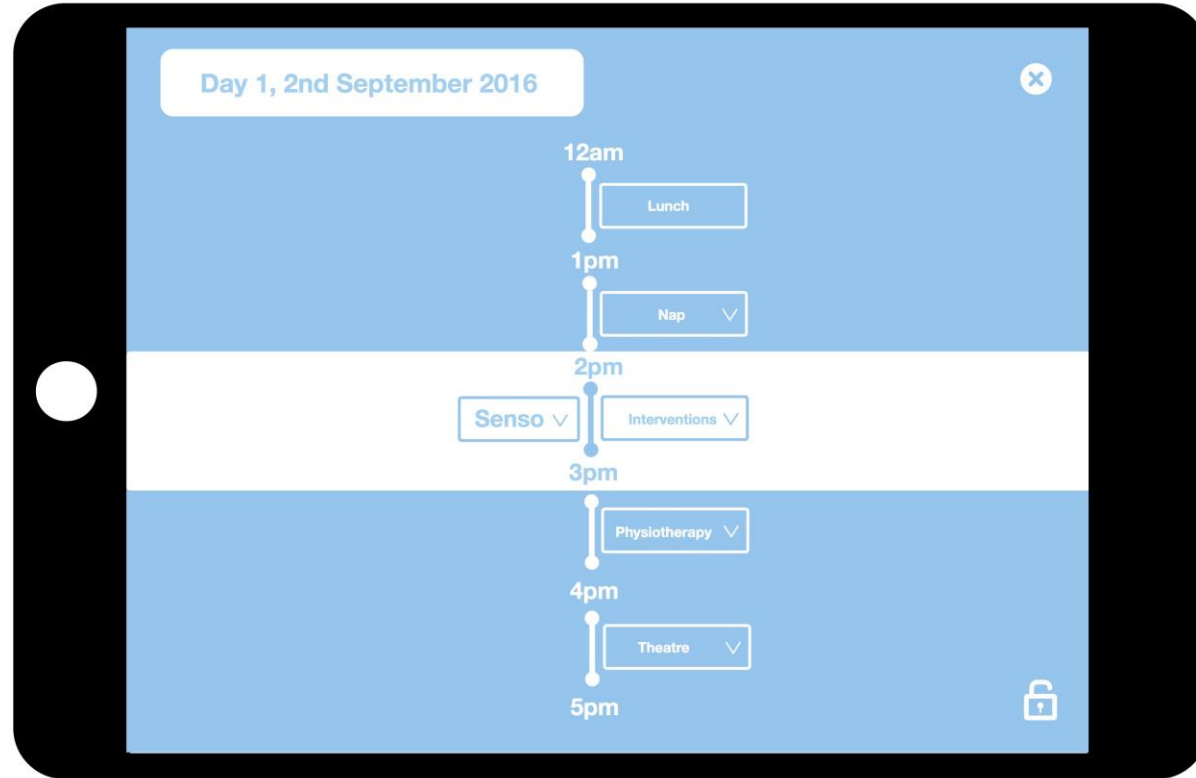 Day 1, 2nd September 2016
12am
Lunch
1pm
Nap
2pm
Senso
Interventions
3pm
Physiotherapy
4pm
Theatre
5pm